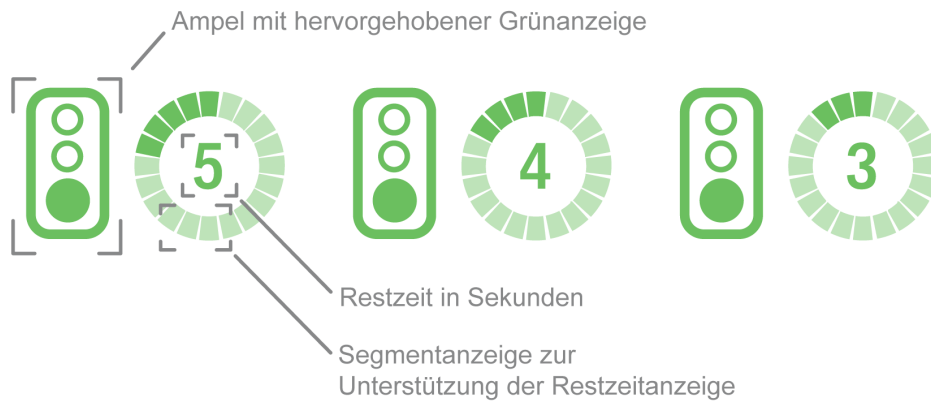 Ampel mit hervorgehobener Grünanzeige
5 4 3
Restzeit in Sekunden
Segmentanzeige zur
Unterstützung der Restzeitanzeige